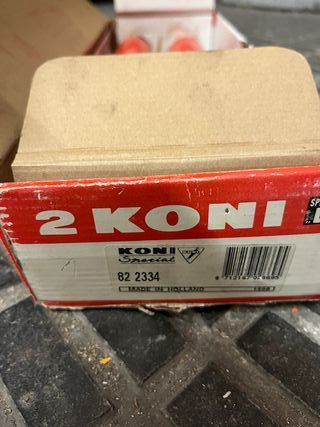 2 KONI
KONI
Special
82 2334
MADE IN HOLLAND